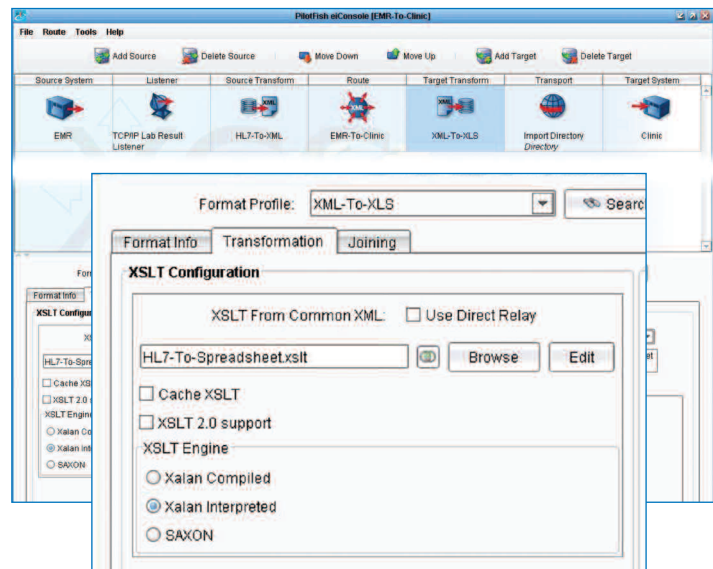 PilotFish eiConsole [EMR-To-Clinic]
File Route Tools Help
Add Source Delete Source Move Down Move Up Add Target Delete Target
Source System Listener Source Transform Route Target Transform Transport Target System
EMR TCP/IP Lab Result Listener HL7-To-XML EMR-To-Clinic XML-To-XLS Import Directory Clinic
Directory
Format Profile: XML-To-XLS Searc
Format Info Transformation Joining
XSLT Configuration
XSLT From Common XML: Use Direct Relay
HL7-To-Spreadsheet.xslt Browse Edit
Cache XSLT
XSLT 2.0 support
XSLT Engine
Xalan Compiled
Xalan Interpreted
SAXON
For
Format Info
XSLT Configur
HL7-To-Spre
Cache XS
XSLT 2.0
XSLT Engin
Xalan Co
Xalan Int
SAXON